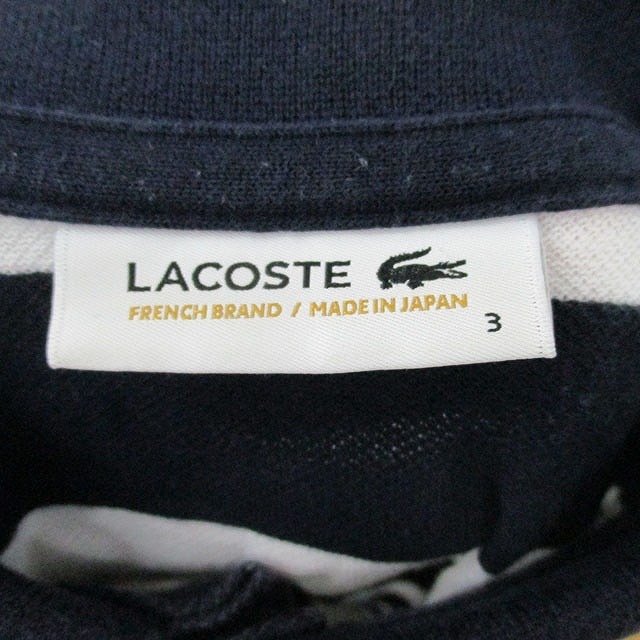 LACOSTE
FRENCH BRAND / MADE IN JAPAN
3